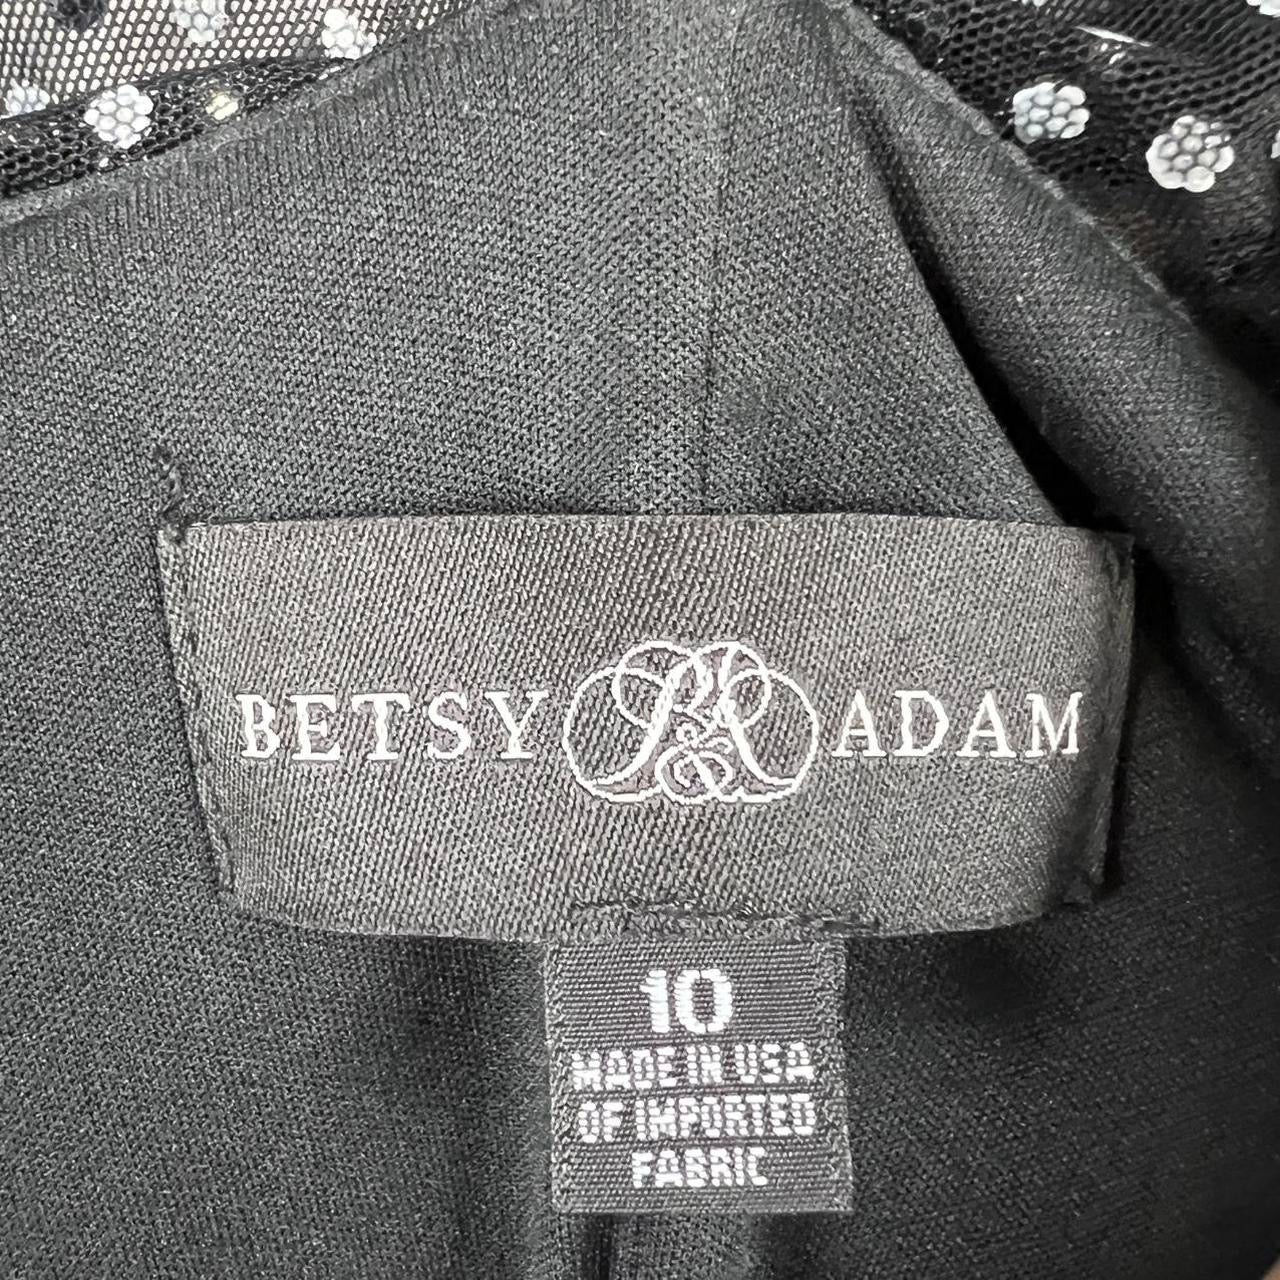 BETSY ADAM
10
MADE IN USA
OF IMPORTED
FABRIC